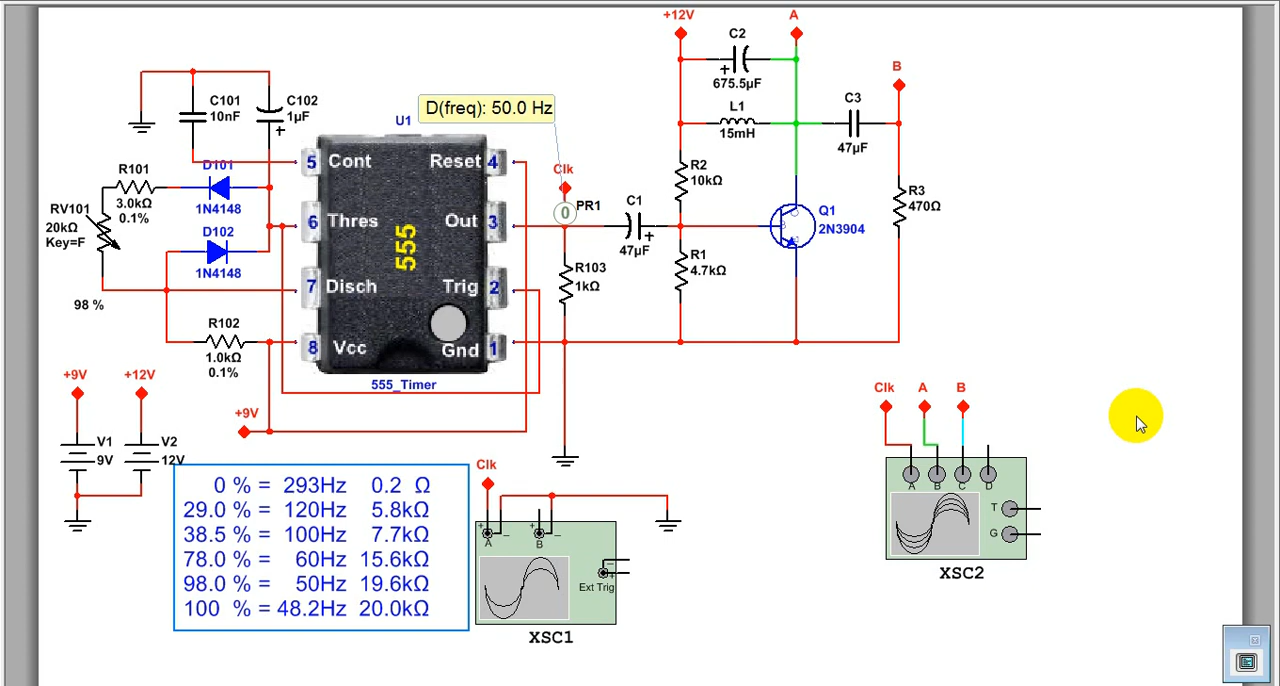 +12V
A
C2
675.5µF
B
L1
15mH
C3
47µF
C101
10nF
C102
1µF
+
U1
D(freq): 50.0 Hz
R101
3.0kΩ
0.1%
D101
1N4148
RV101
20kΩ
Key=F
98 %
D102
1N4148
R102
1.0kΩ
0.1%
5 Cont
6 Thres
7 Disch
8 Vcc
555
Reset 4
Out 3
Trig 2
Gnd 1
555_Timer
Clk
0
PR1
C1
+
47µF
R103
1kΩ
R2
10kΩ
R1
4.7kΩ
Q1
2N3904
R3
470Ω
+9V
+12V
V1
9V
V2
12V
+9V
0 % = 293Hz 0.2 Ω
29.0 % = 120Hz 5.8kΩ
38.5 % = 100Hz 7.7kΩ
78.0 % = 60Hz 15.6kΩ
98.0 % = 50Hz 19.6kΩ
100 % = 48.2Hz 20.0kΩ
Clk
A
B
Ext Trig
XSC1
Clk
A
B
A
B
C
D
T
G
XSC2